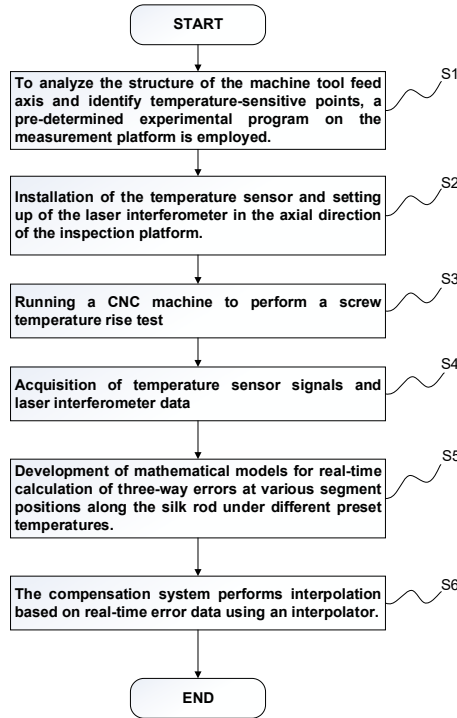 START
To analyze the structure of the machine tool feed
axis and identify temperature-sensitive points, a
pre-determined experimental program on the
measurement platform is employed.
S1
Installation of the temperature sensor and setting
up of the laser interferometer in the axial direction
of the inspection platform.
S2
Running a CNC machine to perform a screw
temperature rise test
S3
Acquisition of temperature sensor signals and
laser interferometer data
S4
Development of mathematical models for real-time
calculation of three-way errors at various segment
positions along the silk rod under different preset
temperatures.
S5
The compensation system performs interpolation
based on real-time error data using an interpolator.
S6
END